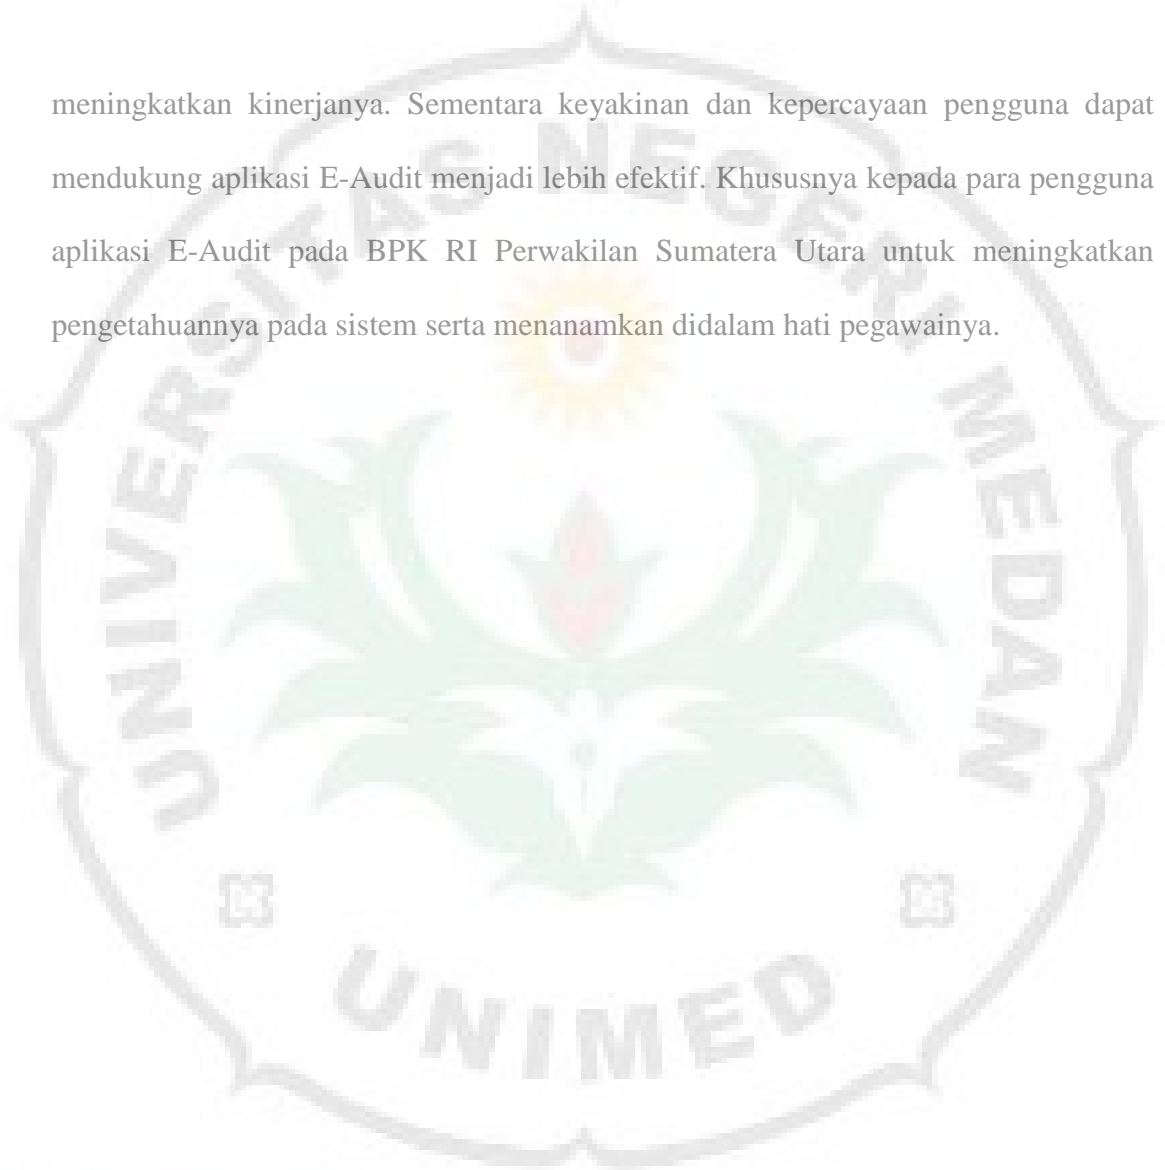 meningkatkan kinerjanya. Sementara keyakinan dan kepercayaan pengguna dapat
mendukung aplikasi E-Audit menjadi lebih efektif. Khususnya kepada para pengguna
aplikasi E-Audit pada BPK RI Perwakilan Sumatera Utara untuk meningkatkan
pengetahuannya pada sistem serta menanamkan didalam hati pegawainya.
UNIVERSITAS NEGERI MEDAN
UNIMED